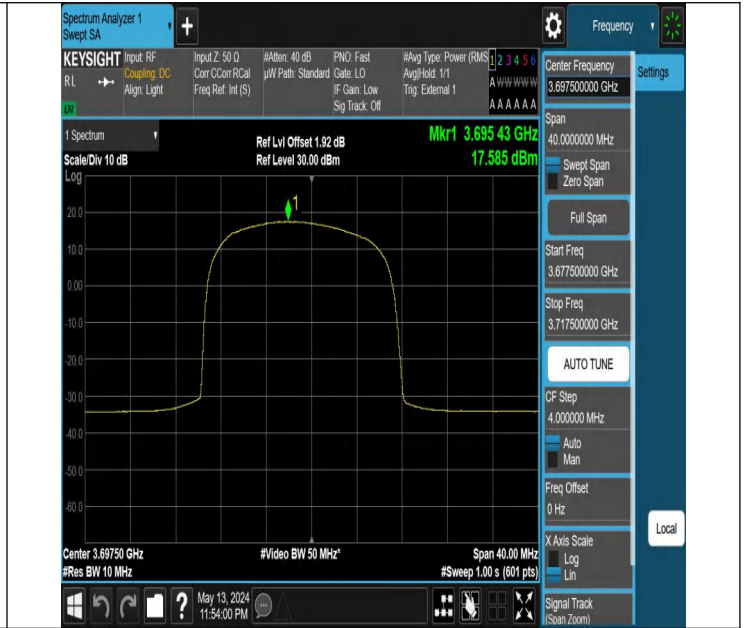 Spectrum Analyzer 1
Swept SA
+
Frequency
KEYSIGHT
RL
Input: RF
Coupling: DC
Align: Light
Input Z: 50 Ω
Corr CCorr RCal
Freq Ref: Int (S)
#Atten: 40 dB
µW Path: Standard
PNO: Fast
Gate: LO
IF Gain: Low
Sig Track: Off
#Avg Type: Power (RMS
Avg|Hold: 1/1
Trig: External 1
1 2 3 4 5 6
A W W W W W
A A A A A A
1 Spectrum
Scale/Div 10 dB
Log
Ref Lvl Offset 1.92 dB
Ref Level 30.00 dBm
Mkr1 3.695 43 GHz
17.585 dBm
1
20.0
10.0
0.00
-10.0
-20.0
-30.0
-40.0
-50.0
-60.0
Center 3.69750 GHz
#Res BW 10 MHz
#Video BW 50 MHz*
Span 40.00 MHz
#Sweep 1.00 s (601 pts)
Center Frequency
3.697500000 GHz
Settings
Span
40.0000000 MHz
Swept Span
Zero Span
Full Span
Start Freq
3.677500000 GHz
Stop Freq
3.717500000 GHz
AUTO TUNE
CF Step
4.000000 MHz
Auto
Man
Freq Offset
0 Hz
X Axis Scale
Log
Lin
Local
Signal Track
(Span Zoom)
?
May 13, 2024
11:54:00 PM